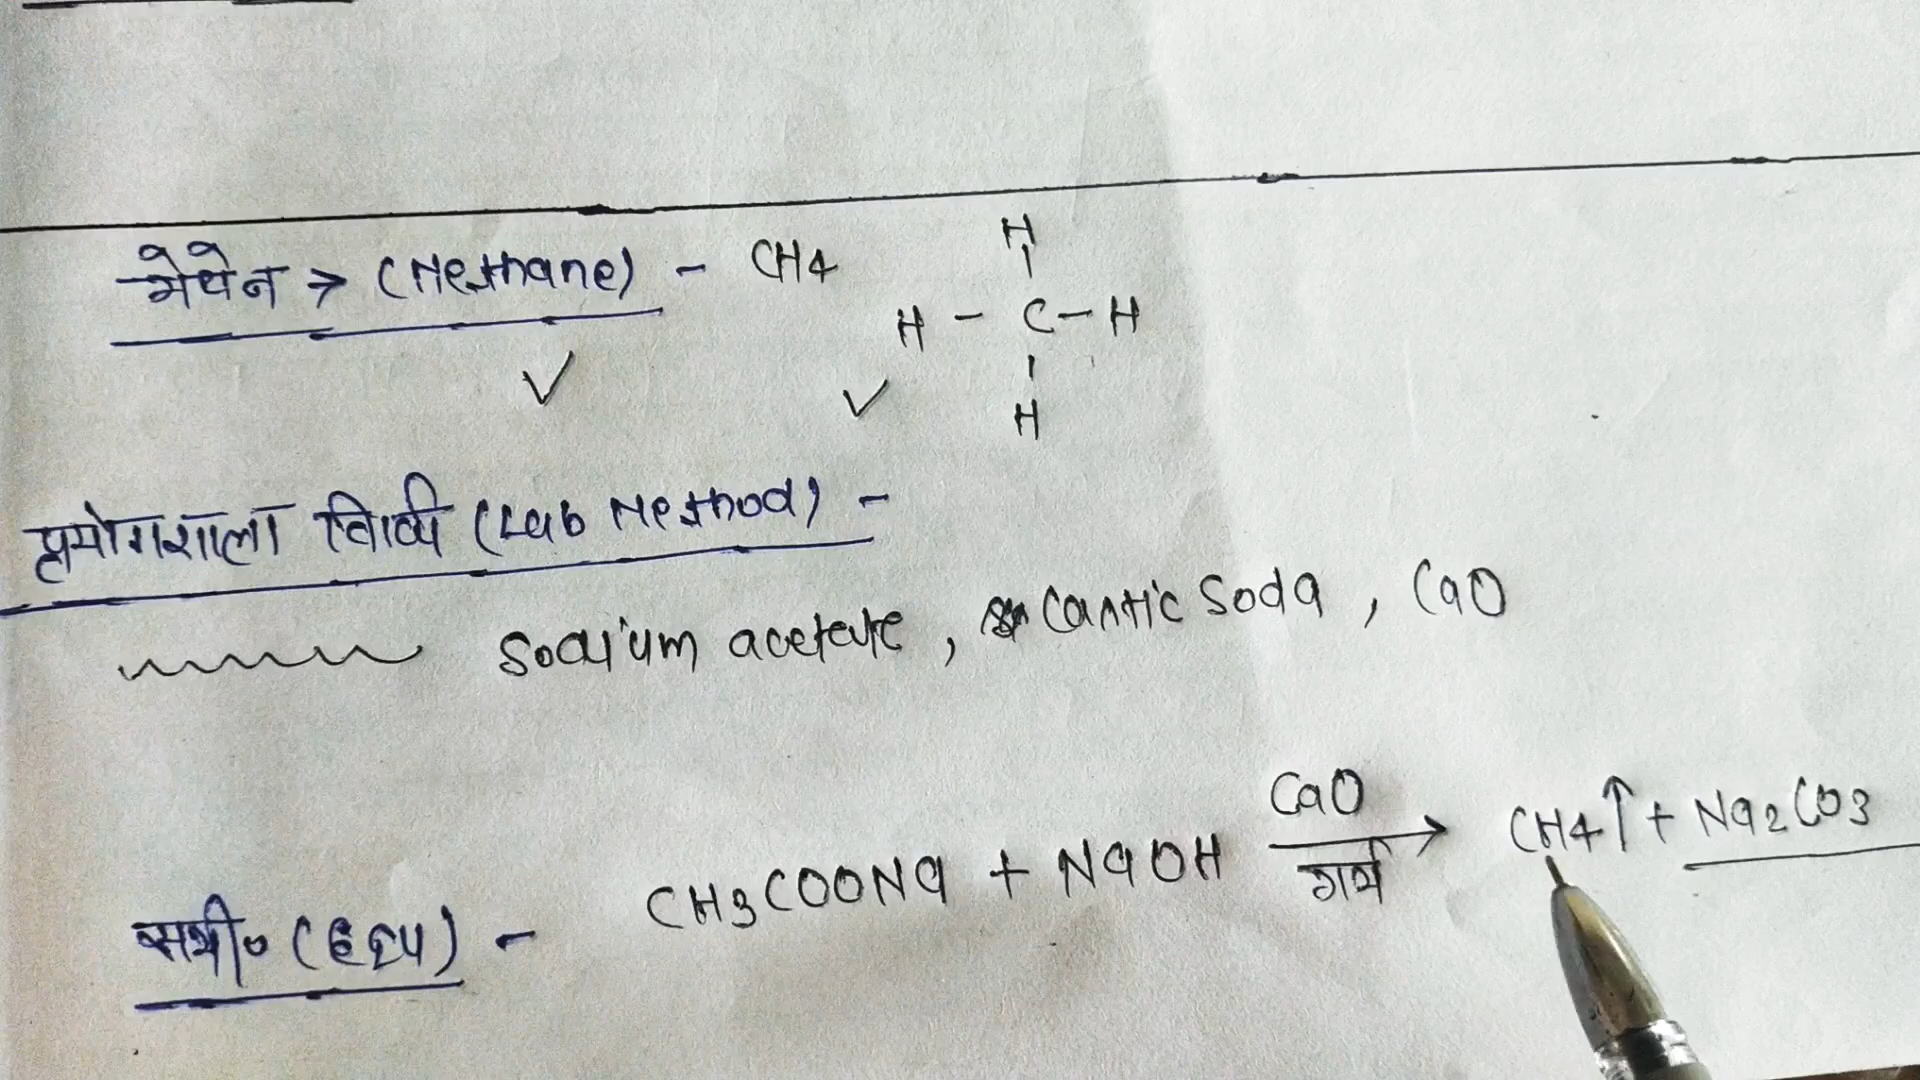 मेथेन → (Methane) - CH4
H
H - C - H
H
प्रयोगशाला विधि (Lab Method) -
Sodium acetate, Castic Soda, CaO
समी० (Equ) - CH3COONa + NaOH CaO गर्म → CH4↑ + Na2CO3